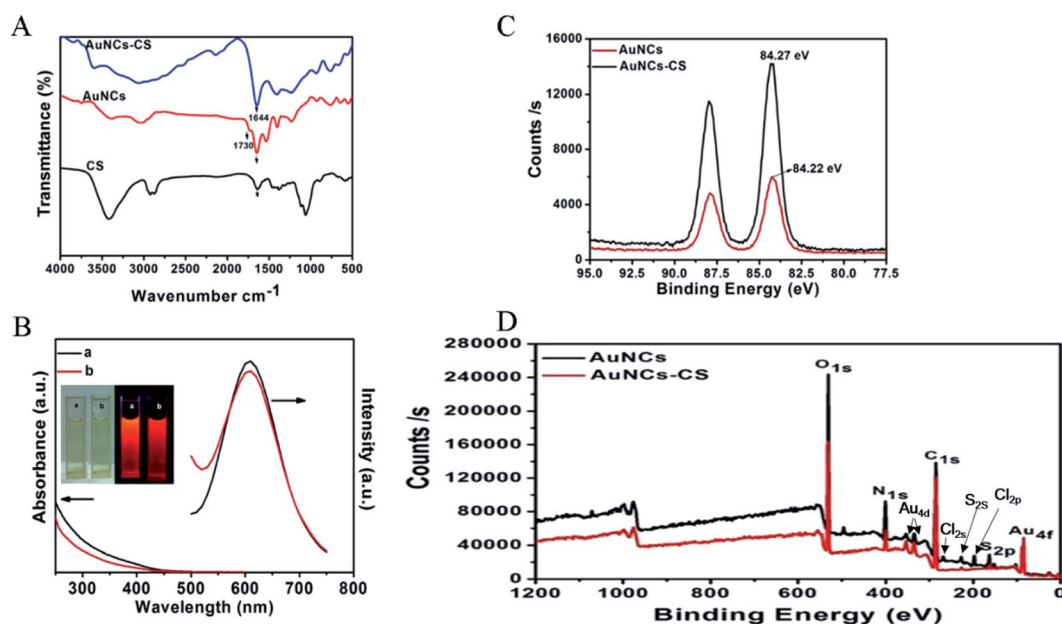 A
AuNCs-CS
AuNCs
1644
1730
CS
Transmittance (%)
4000 3500 3000 2500 2000 1500 1000 500
Wavenumber cm-1
C
AuNCs
AuNCs-CS
84.27 eV
84.22 eV
16000
12000
8000
4000
0
Counts /s
95.0 92.5 90.0 87.5 85.0 82.5 80.0 77.5
Binding Energy (eV)
B
a
b
a b a b
Absorbance (a.u.)
Intensity (a.u.)
300 400 500 600 700
Wavelength (nm)
D
AuNCs
AuNCs-CS
O1s
N1s
Au4d
C1s
Cl2s
S2S
Cl2p
S2p
Au4f
280000
240000
200000
160000
120000
80000
40000
0
Counts /s
1200 1000 800 600 400 200 0
Binding Energy (eV)